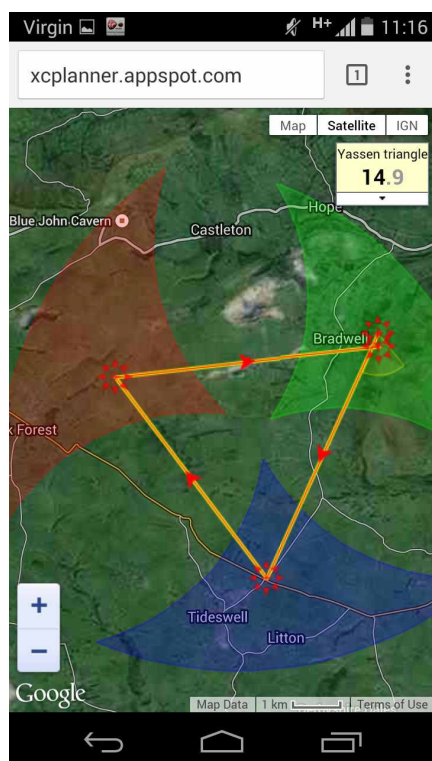 Virgin H+ 11:16
xcplanner.appspot.com 1
Map Satellite IGN
Yassen triangle
14.9
Hope
Blue John Cavern
Castleton
Bradwell
x Forest
Tideswell
Litton
+
−
Google Map Data 1 km Terms of Use